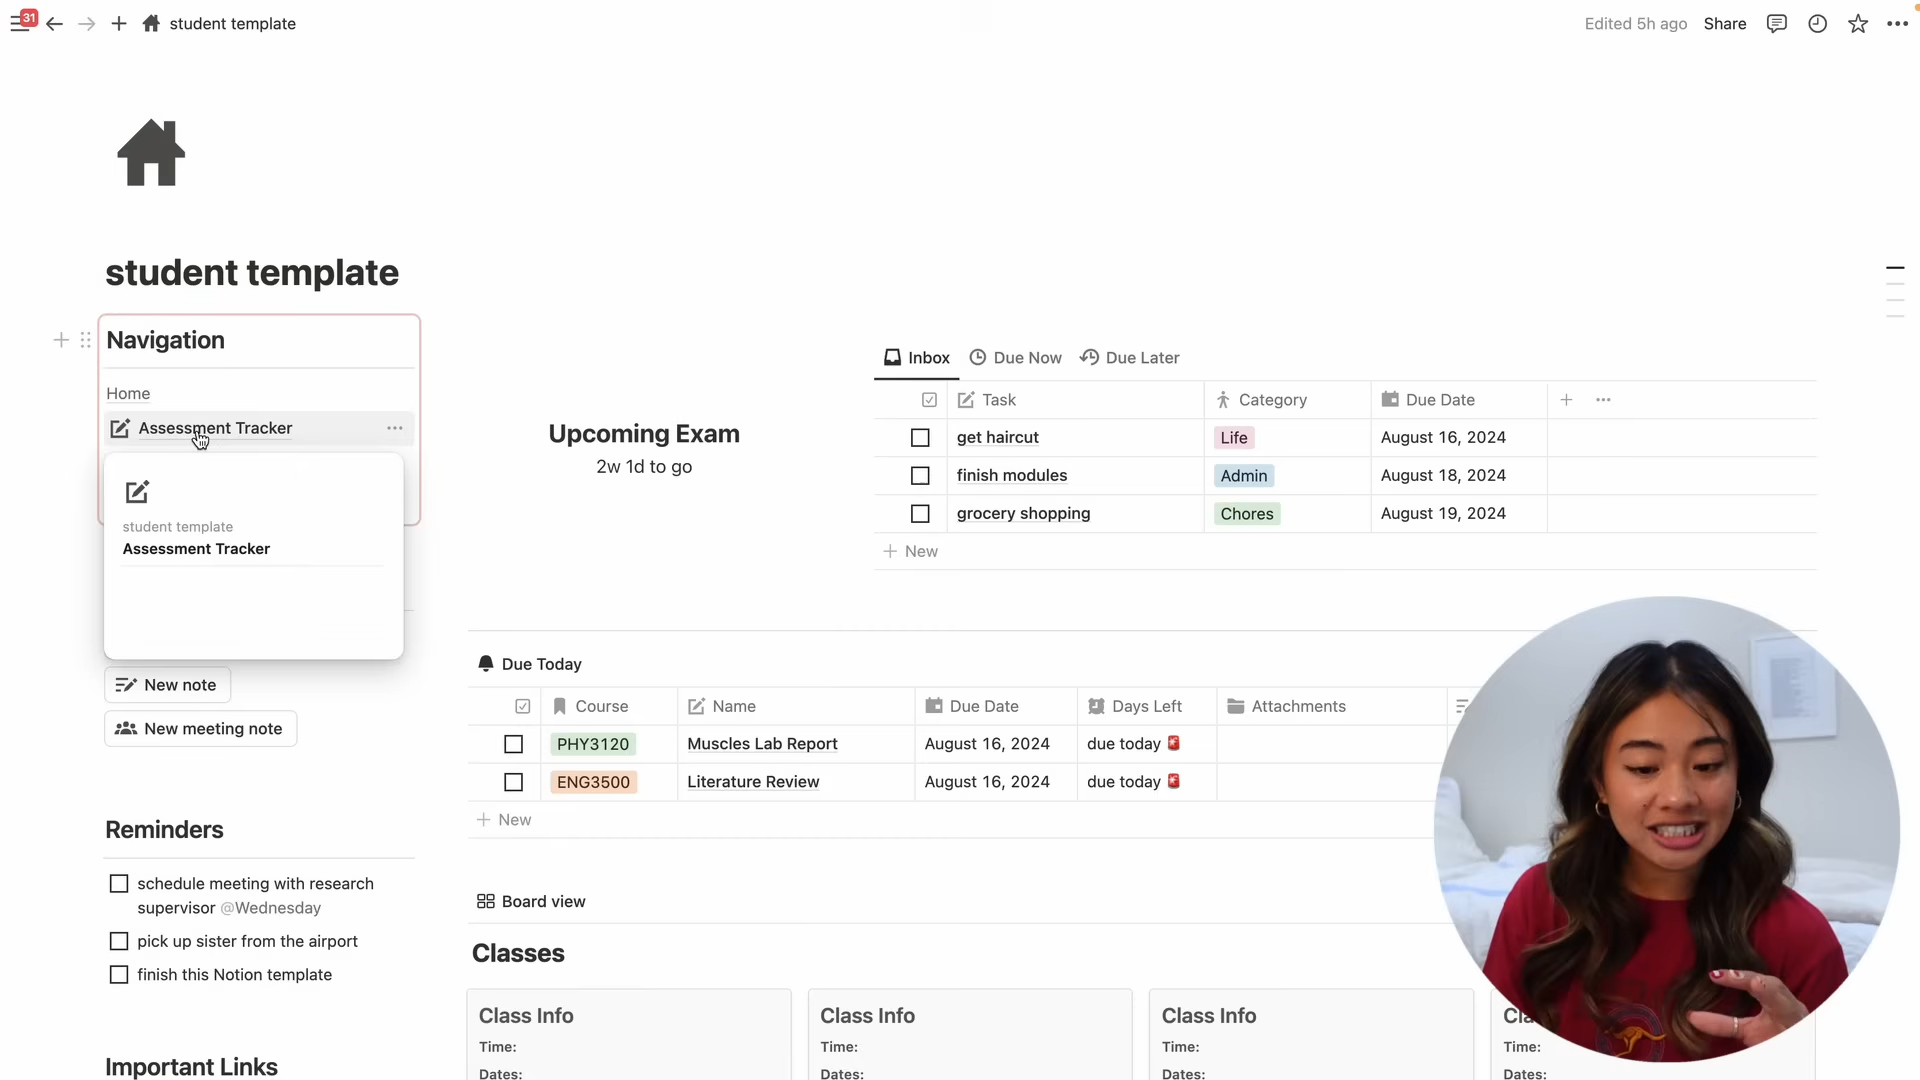 31
student template
Edited 5h ago
Share
student template
Navigation
Home
Assessment Tracker
student template
Assessment Tracker
New note
New meeting note
Reminders
schedule meeting with research
supervisor @Wednesday
pick up sister from the airport
finish this Notion template
Important Links
Upcoming Exam
2w 1d to go
Inbox Due Now Due Later
Task Category Due Date
get haircut Life August 16, 2024
finish modules Admin August 18, 2024
grocery shopping Chores August 19, 2024
New
Due Today
Course Name Due Date Days Left Attachments
PHY3120 Muscles Lab Report August 16, 2024 due today
ENG3500 Literature Review August 16, 2024 due today
New
Board view
Classes
Class Info
Time:
Dates:
Class Info
Time:
Dates:
Class Info
Time:
Dates:
Time:
Dates: